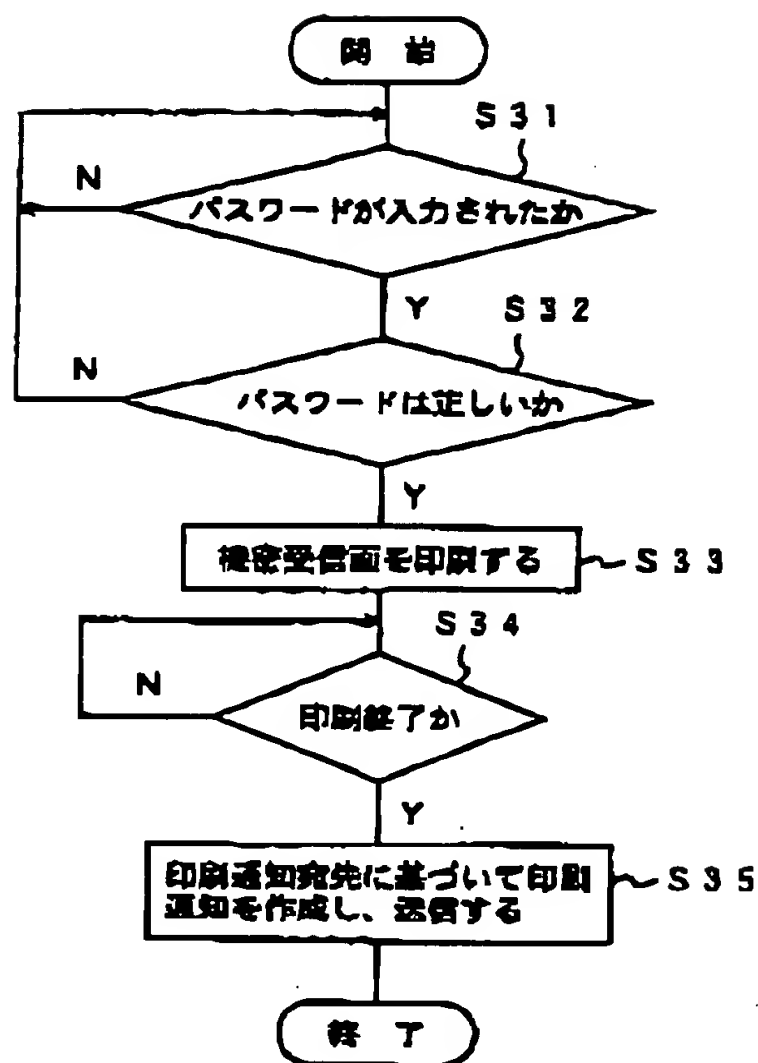 開 始
S31
N
パスワードが入力されたか
Y
S32
N
パスワードは正しいか
Y
機密受信画を印刷する
S33
S34
N
印刷終了か
Y
印刷通知宛先に基づいて印刷
通知を作成し、送信する
S35
終 了